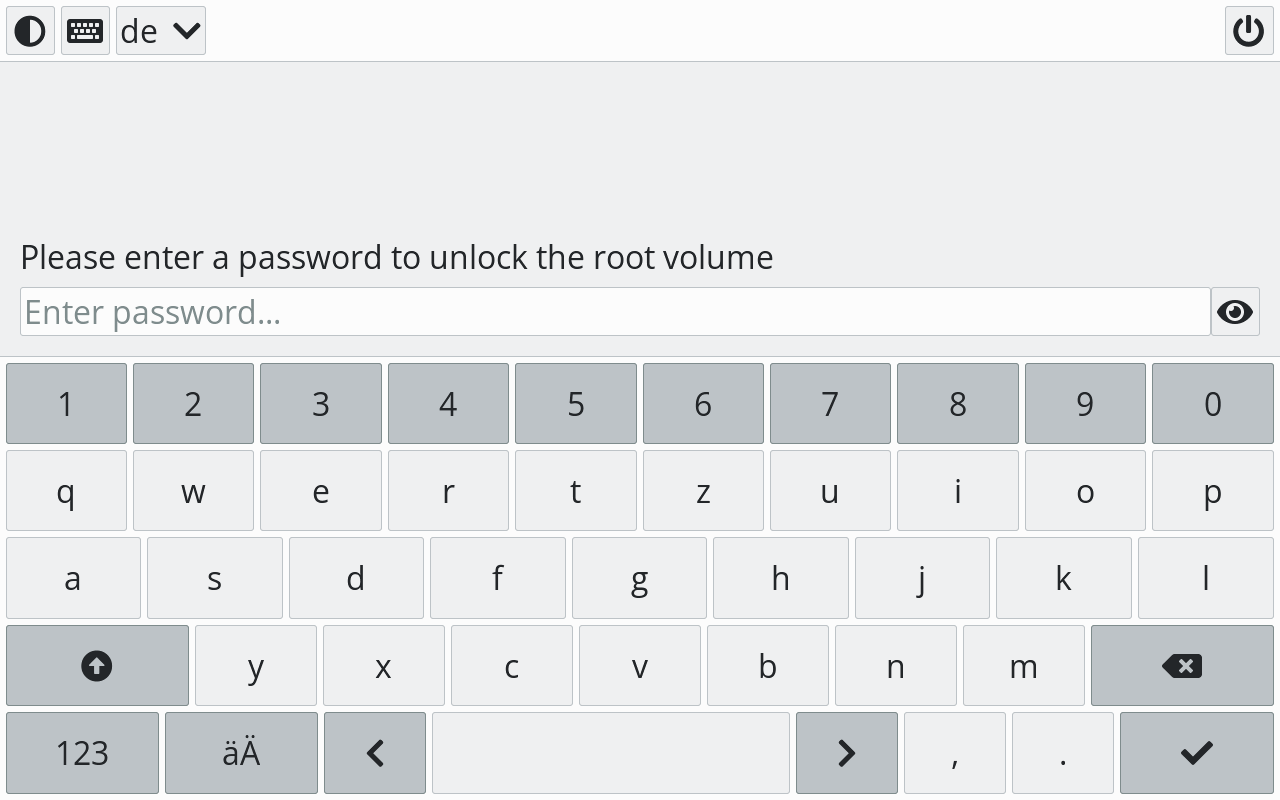 de
Please enter a password to unlock the root volume
Enter password...
1 2 3 4 5 6 7 8 9 0
q w e r t z u i o p
a s d f g h j k l
y x c v b n m
123 äÄ , .